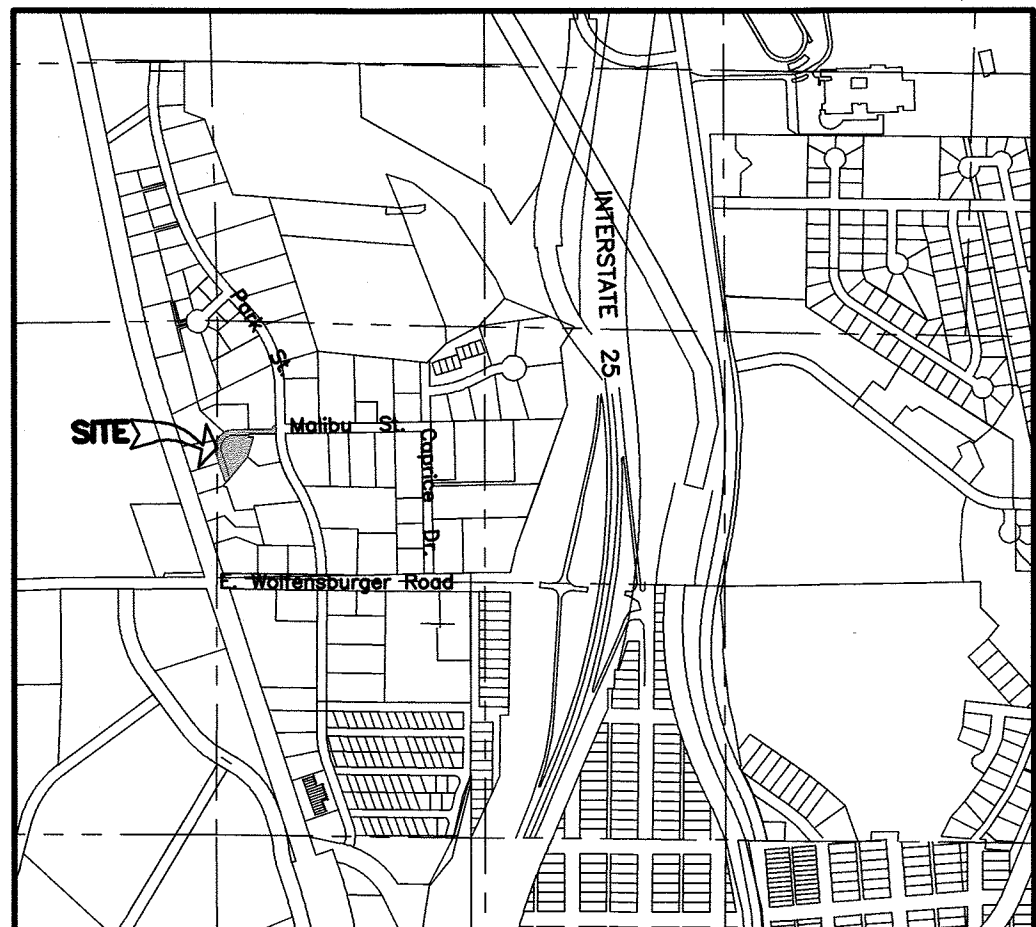 INTERSTATE 25
Park St.
SITE
Malibu St.
Caprice Dr.
E. Wolfensburger Road